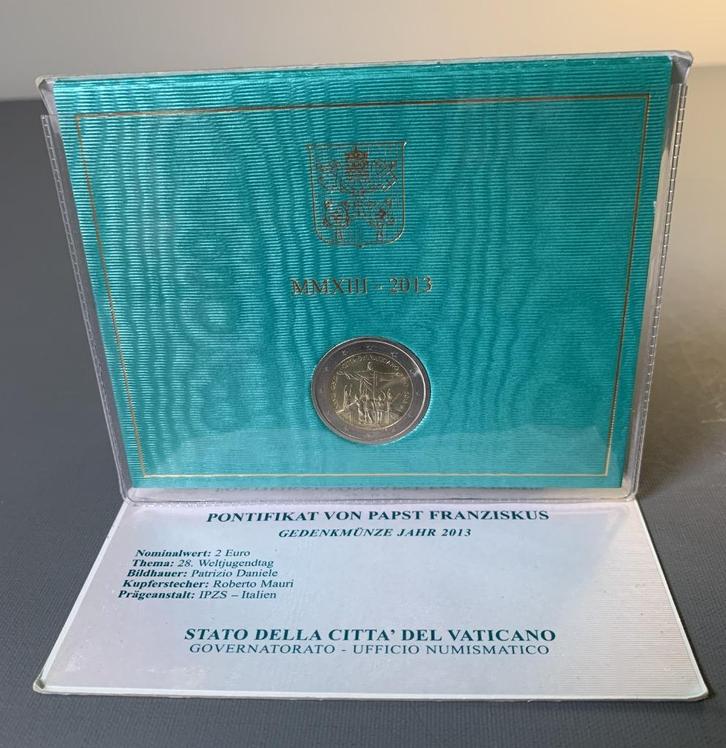 MMXIII - 2013
PONTIFIKAT VON PAPST FRANZISKUS
GEDENKMÜNZE JAHR 2013
Nominalwert: 2 Euro
Thema: 28. Weltjugendtag
Bildhauer: Patrizio Daniele
Kupferstecher: Roberto Mauri
Prägeanstalt: IPZS – Italien
STATO DELLA CITTA' DEL VATICANO
GOVERNATORATO - UFFICIO NUMISMATICO